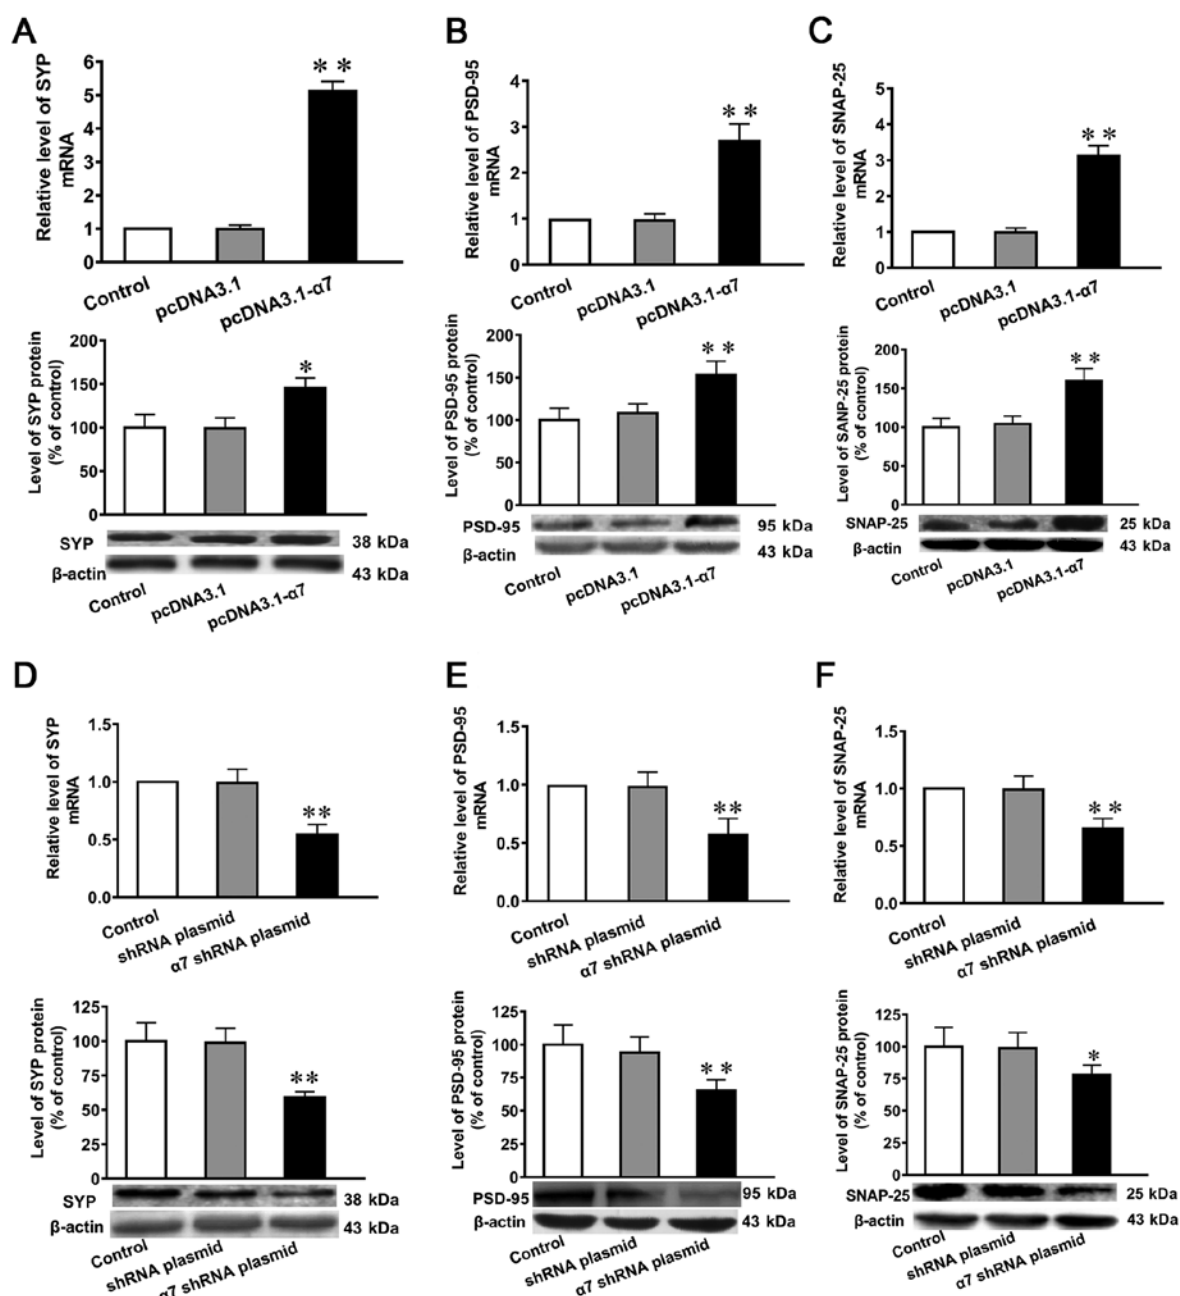 A
Relative level of SYP
mRNA
6
5
4
3
2
1
0
* *
Control
pcDNA3.1
pcDNA3.1-α7
Level of SYP protein
(% of control)
200
150
100
50
0
*
SYP
38 kDa
β-actin
43 kDa
Control
pcDNA3.1
pcDNA3.1-α7
B
Relative level of PSD-95
mRNA
4
3
2
1
0
* *
Control
pcDNA3.1
pcDNA3.1-α7
Level of PSD-95 protein
(% of control)
200
150
100
50
0
* *
PSD-95
95 kDa
β-actin
43 kDa
Control
pcDNA3.1
pcDNA3.1-α7
C
Relative level of SNAP-25
mRNA
5
4
3
2
1
0
* *
Control
pcDNA3.1
pcDNA3.1-α7
Level of SANP-25 protein
(% of control)
200
150
100
50
0
* *
SNAP-25
25 kDa
β-actin
43 kDa
Control
pcDNA3.1
pcDNA3.1-α7
D
Relative level of SYP
mRNA
1.5
1.0
0.5
0.0
**
Control
shRNA plasmid
α7 shRNA plasmid
Level of SYP protein
(% of control)
125
100
75
50
25
0
**
SYP
38 kDa
β-actin
43 kDa
Control
shRNA plasmid
α7 shRNA plasmid
E
Relative level of PSD-95
mRNA
1.5
1.0
0.5
0.0
**
Control
shRNA plasmid
α7 shRNA plasmid
Level of PSD-95 protein
(% of control)
125
100
75
50
25
0
* *
PSD-95
95 kDa
β-actin
43 kDa
Control
shRNA plasmid
α7 shRNA plasmid
F
Relative level of SNAP-25
mRNA
1.5
1.0
0.5
0.0
* *
Control
shRNA plasmid
α7 shRNA plasmid
Level of SNAP-25 protein
(% of control)
125
100
75
50
25
0
*
SNAP-25
25 kDa
β-actin
43 kDa
Control
shRNA plasmid
α7 shRNA plasmid